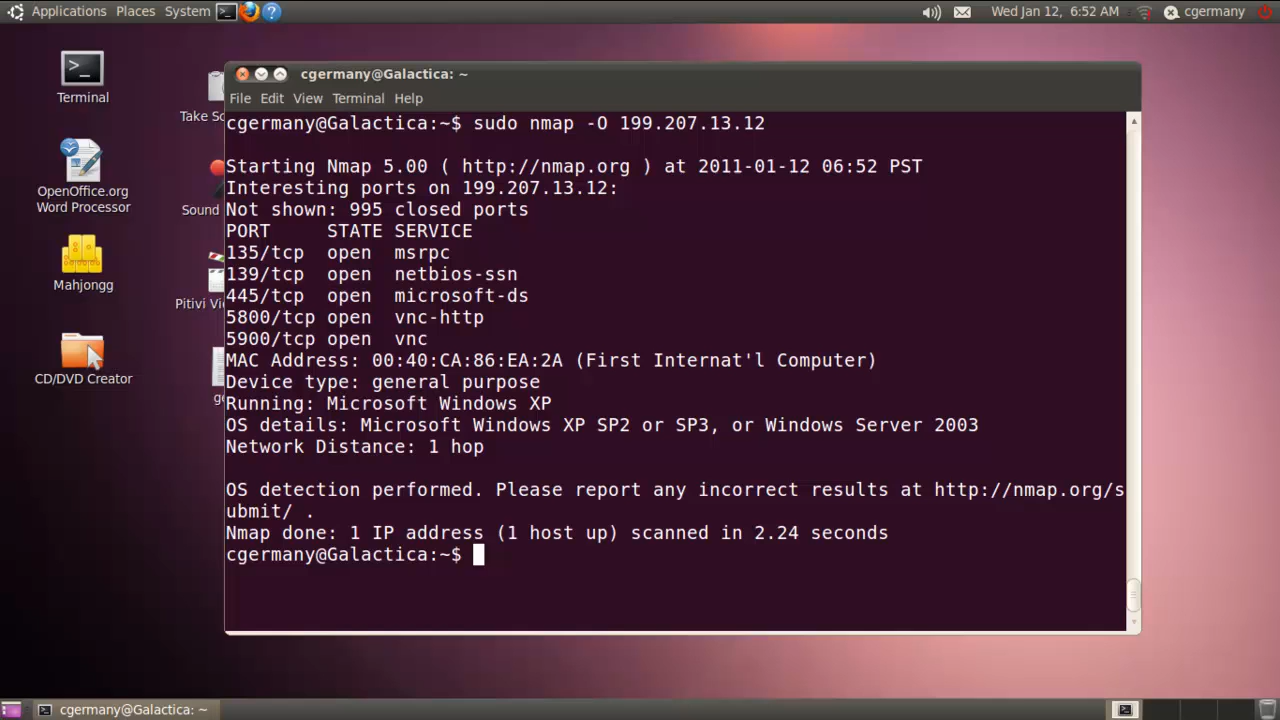 Applications Places System
Wed Jan 12, 6:52 AM
cgermany
Terminal
Take Sc
OpenOffice.org
Word Processor
Sound
Mahjongg
Pitivi Vi
CD/DVD Creator
cgermany@Galactica: ~
File Edit View Terminal Help
cgermany@Galactica:~$ sudo nmap -O 199.207.13.12
Starting Nmap 5.00 ( http://nmap.org ) at 2011-01-12 06:52 PST
Interesting ports on 199.207.13.12:
Not shown: 995 closed ports
PORT STATE SERVICE
135/tcp open msrpc
139/tcp open netbios-ssn
445/tcp open microsoft-ds
5800/tcp open vnc-http
5900/tcp open vnc
MAC Address: 00:40:CA:86:EA:2A (First Internat'l Computer)
Device type: general purpose
Running: Microsoft Windows XP
OS details: Microsoft Windows XP SP2 or SP3, or Windows Server 2003
Network Distance: 1 hop
OS detection performed. Please report any incorrect results at http://nmap.org/s
ubmit/ .
Nmap done: 1 IP address (1 host up) scanned in 2.24 seconds
cgermany@Galactica:~$
cgermany@Galactica: ~